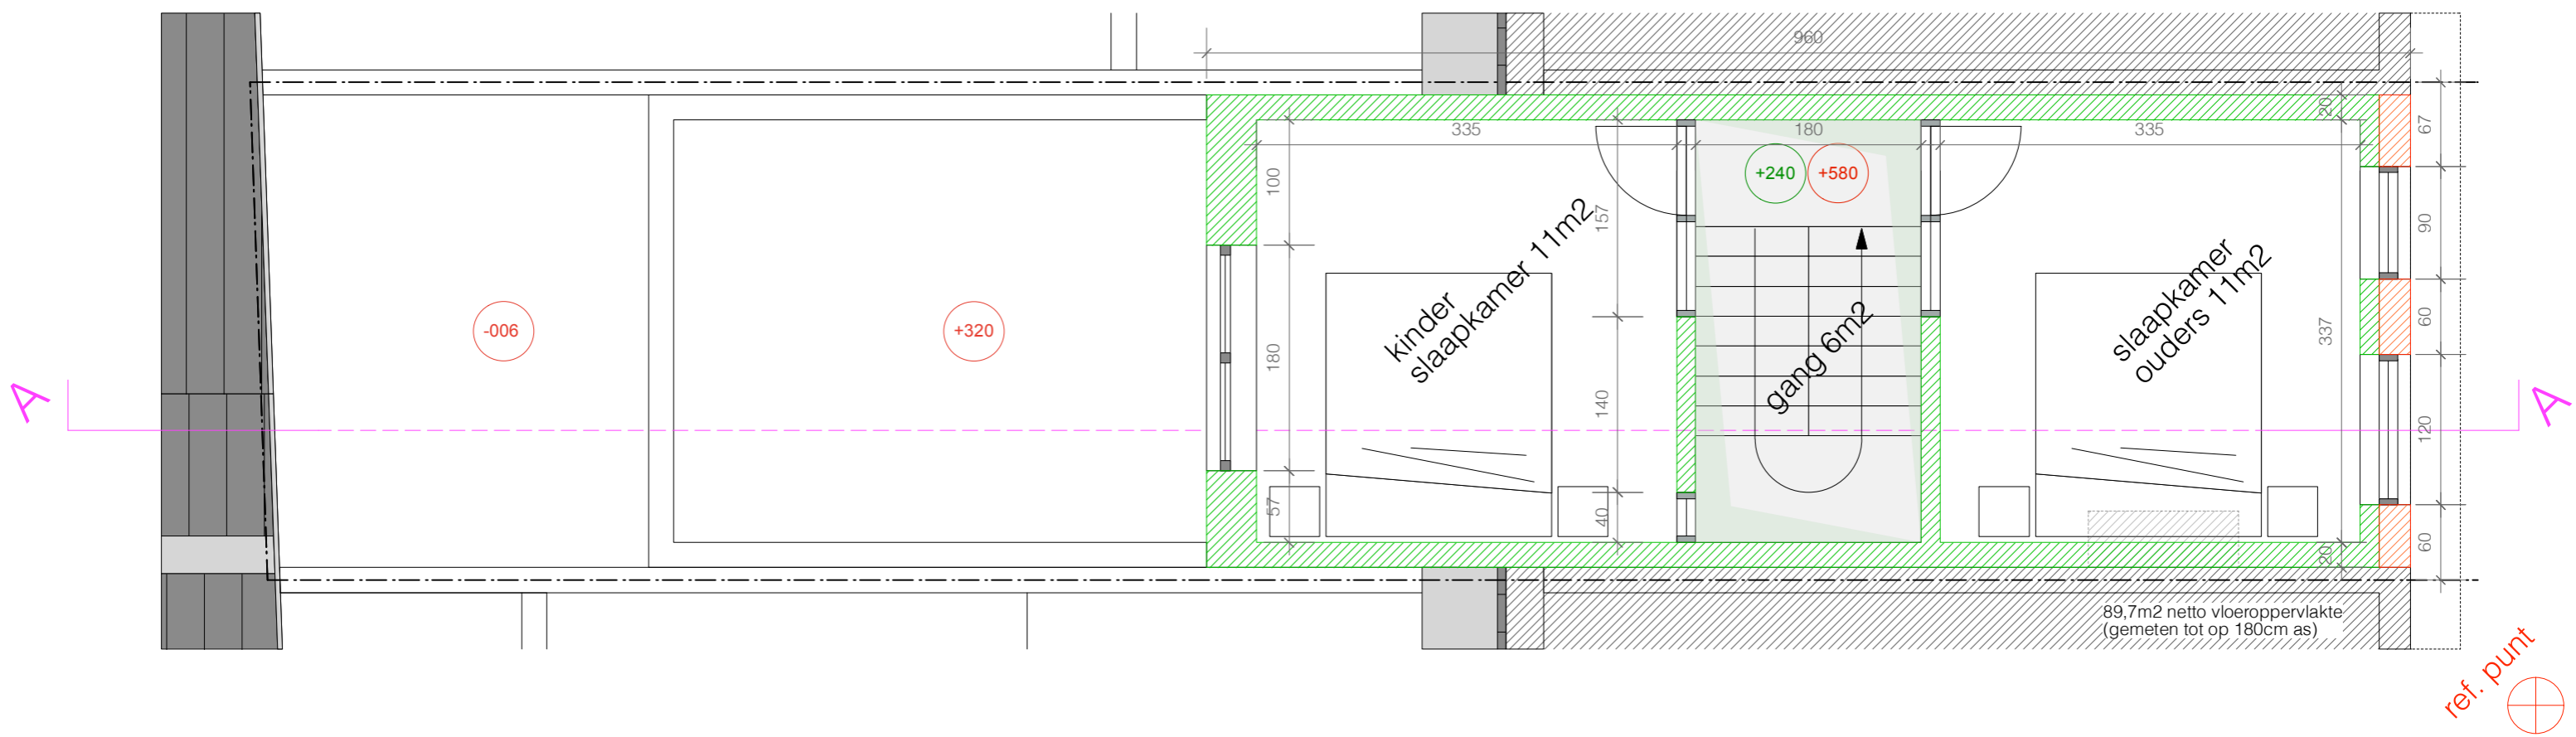 960
335
180
335
20
67
+240
+580
100
157
90
kinder
slaapkamer 11m2
gang 6m2
slaapkamer
ouders 11m2
-006
+320
180
337
60
140
A
A
120
57
40
20
60
89,7m2 netto vloeroppervlakte
(gemeten tot op 180cm as)
ref. punt